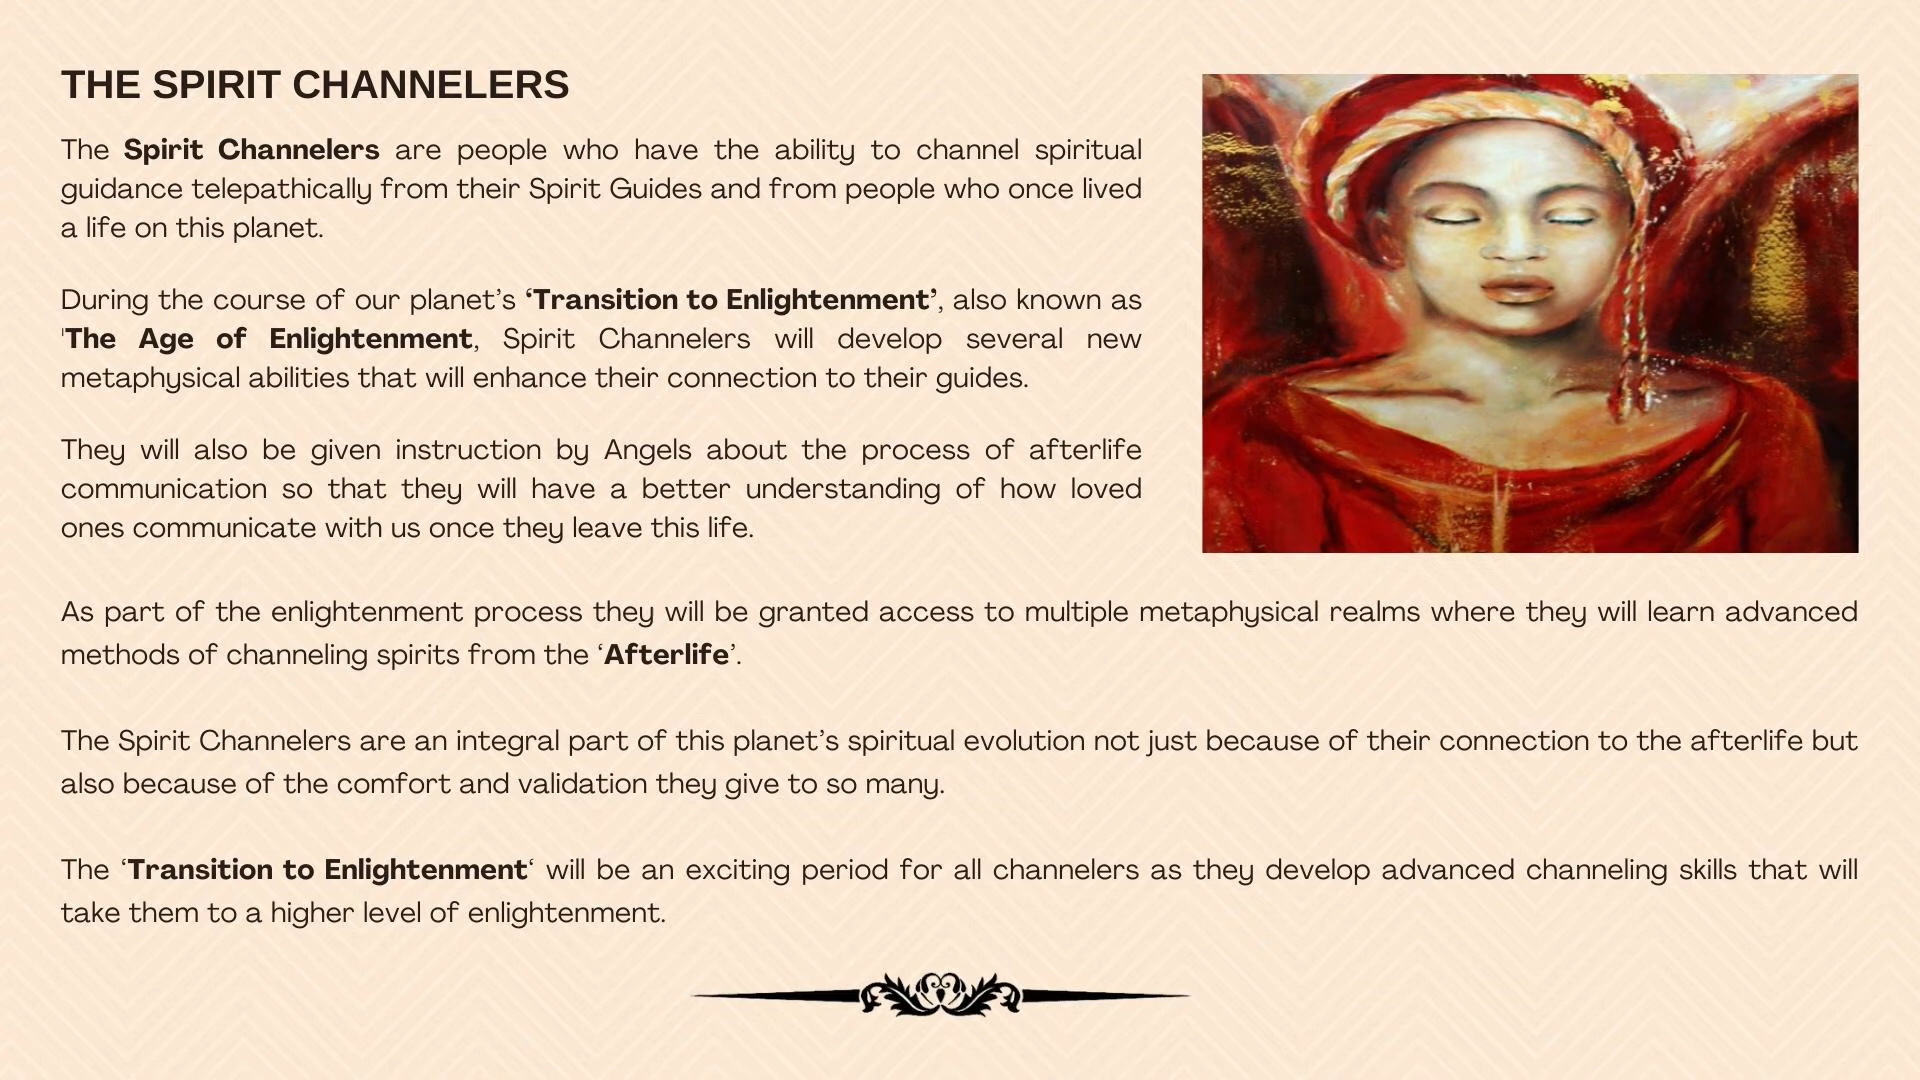 THE SPIRIT CHANNELERS
The Spirit Channelers are people who have the ability to channel spiritual
guidance telepathically from their Spirit Guides and from people who once lived
a life on this planet.
During the course of our planet’s ‘Transition to Enlightenment’, also known as
'The Age of Enlightenment, Spirit Channelers will develop several new
metaphysical abilities that will enhance their connection to their guides.
They will also be given instruction by Angels about the process of afterlife
communication so that they will have a better understanding of how loved
ones communicate with us once they leave this life.
As part of the enlightenment process they will be granted access to multiple metaphysical realms where they will learn advanced
methods of channeling spirits from the ‘Afterlife’.
The Spirit Channelers are an integral part of this planet’s spiritual evolution not just because of their connection to the afterlife but
also because of the comfort and validation they give to so many.
The ‘Transition to Enlightenment‘ will be an exciting period for all channelers as they develop advanced channeling skills that will
take them to a higher level of enlightenment.